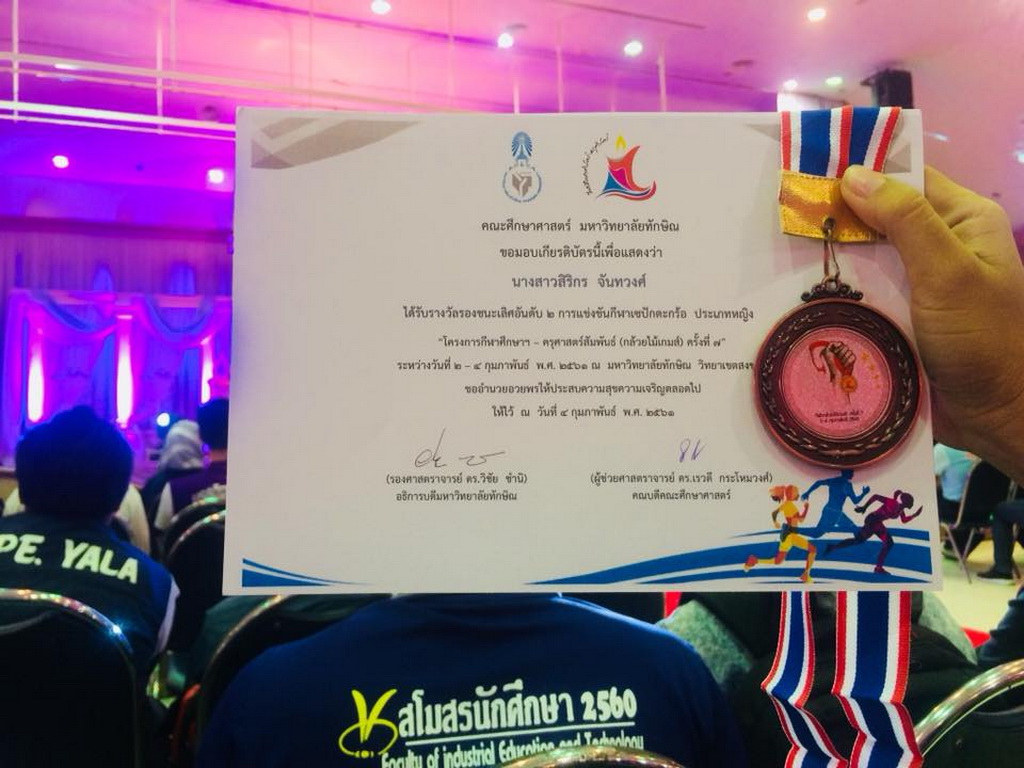 คณะศึกษาศาสตร์ มหาวิทยาลัยทักษิณ
ขอมอบเกียรติบัตรนี้เพื่อแสดงว่า
นางสาวสิริกร จันทวงศ์
ได้รับรางวัลรองชนะเลิศอันดับ ๒ การแข่งขันกีฬาเซปักตะกร้อ ประเภทหญิง
"โครงการกีฬาศึกษาฯ – ครุศาสตร์สัมพันธ์ (กล้วยไม้เกมส์) ครั้งที่ ๗"
ระหว่างวันที่ ๒ – ๔ กุมภาพันธ์ พ.ศ. ๒๕๖๑ ณ มหาวิทยาลัยทักษิณ วิทยาเขตสง
ขออำนวยอวยพรให้ประสบความสุขความเจริญตลอดไป
ให้ไว้ ณ วันที่ ๔ กุมภาพันธ์ พ.ศ. ๒๕๖๑
(รองศาสตราจารย์ ดร.วิชัย ชำนิ)
อธิการบดีมหาวิทยาลัยทักษิณ
(ผู้ช่วยศาสตราจารย์ ดร.เรวดี กระโหมวงศ์)
คณบดีคณะศึกษาศาสตร์
PE. YALA
สโมสรนักศึกษา 2560
Faculty of industrial Education and Technology